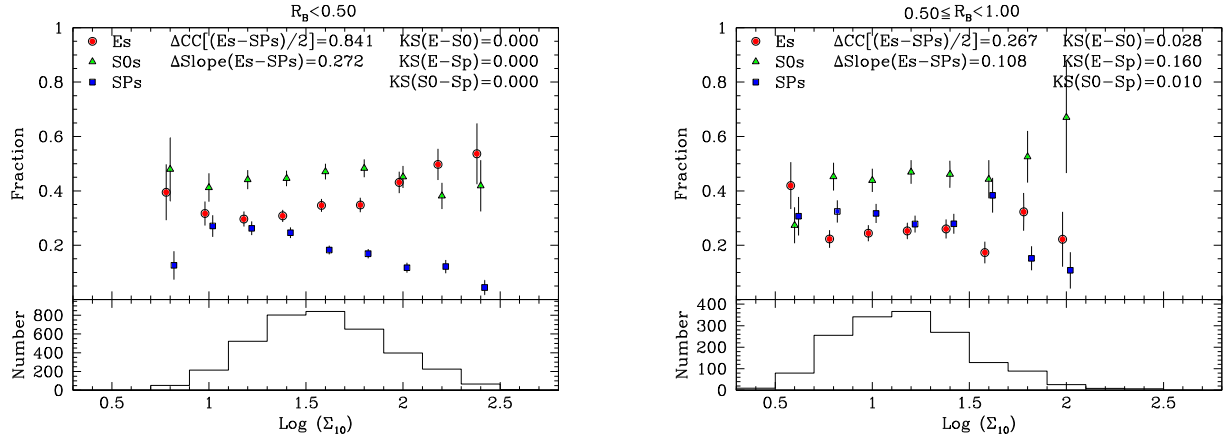 R_B<0.50
1
Es ΔCC[(Es−SPs)/2]=0.841 KS(E−S0)=0.000
S0s ΔSlope(Es−SPs)=0.272 KS(E−Sp)=0.000
SPs KS(S0−Sp)=0.000
0.8
0.6
0.4
0.2
Fraction
800
600
400
200
0
Number
0.5 1 1.5 2 2.5
Log (Σ₁₀)
0.50≦R_B<1.00
1
Es ΔCC[(Es−SPs)/2]=0.267 KS(E−S0)=0.028
S0s ΔSlope(Es−SPs)=0.108 KS(E−Sp)=0.160
SPs KS(S0−Sp)=0.010
0.8
0.6
0.4
0.2
Fraction
400
300
200
100
0
Number
0.5 1 1.5 2 2.5
Log (Σ₁₀)